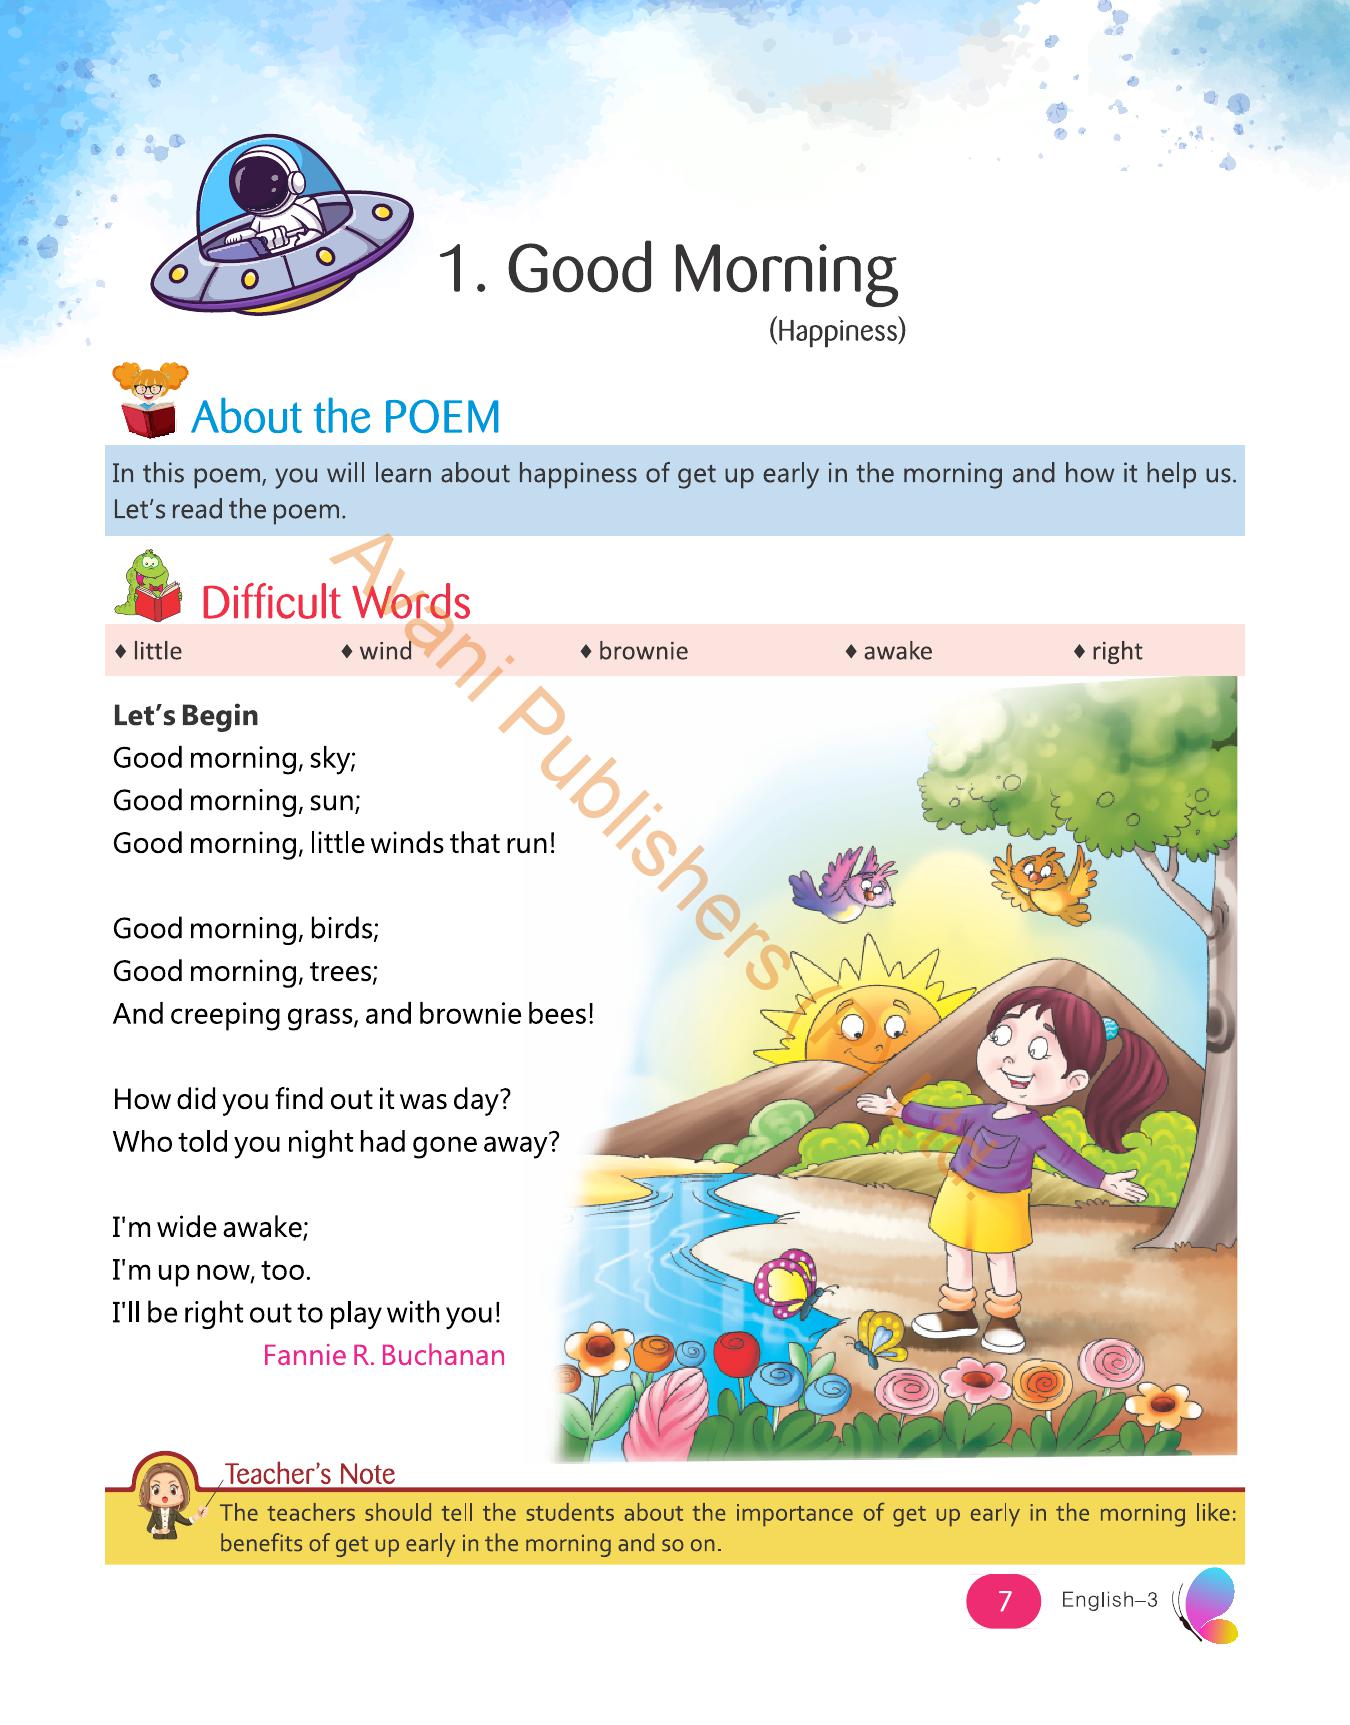 1. Good Morning
(Happiness)
About the POEM
In this poem, you will learn about happiness of get up early in the morning and how it help us.
Let's read the poem.
Difficult Words
♦ little ♦ wind ♦ brownie ♦ awake ♦ right
Let's Begin
Good morning, sky;
Good morning, sun;
Good morning, little winds that run!
Good morning, birds;
Good morning, trees;
And creeping grass, and brownie bees!
How did you find out it was day?
Who told you night had gone away?
I'm wide awake;
I'm up now, too.
I'll be right out to play with you!
Fannie R. Buchanan
Teacher's Note
The teachers should tell the students about the importance of get up early in the morning like:
benefits of get up early in the morning and so on.
7 English–3
Avani Publishers (P) Ltd.